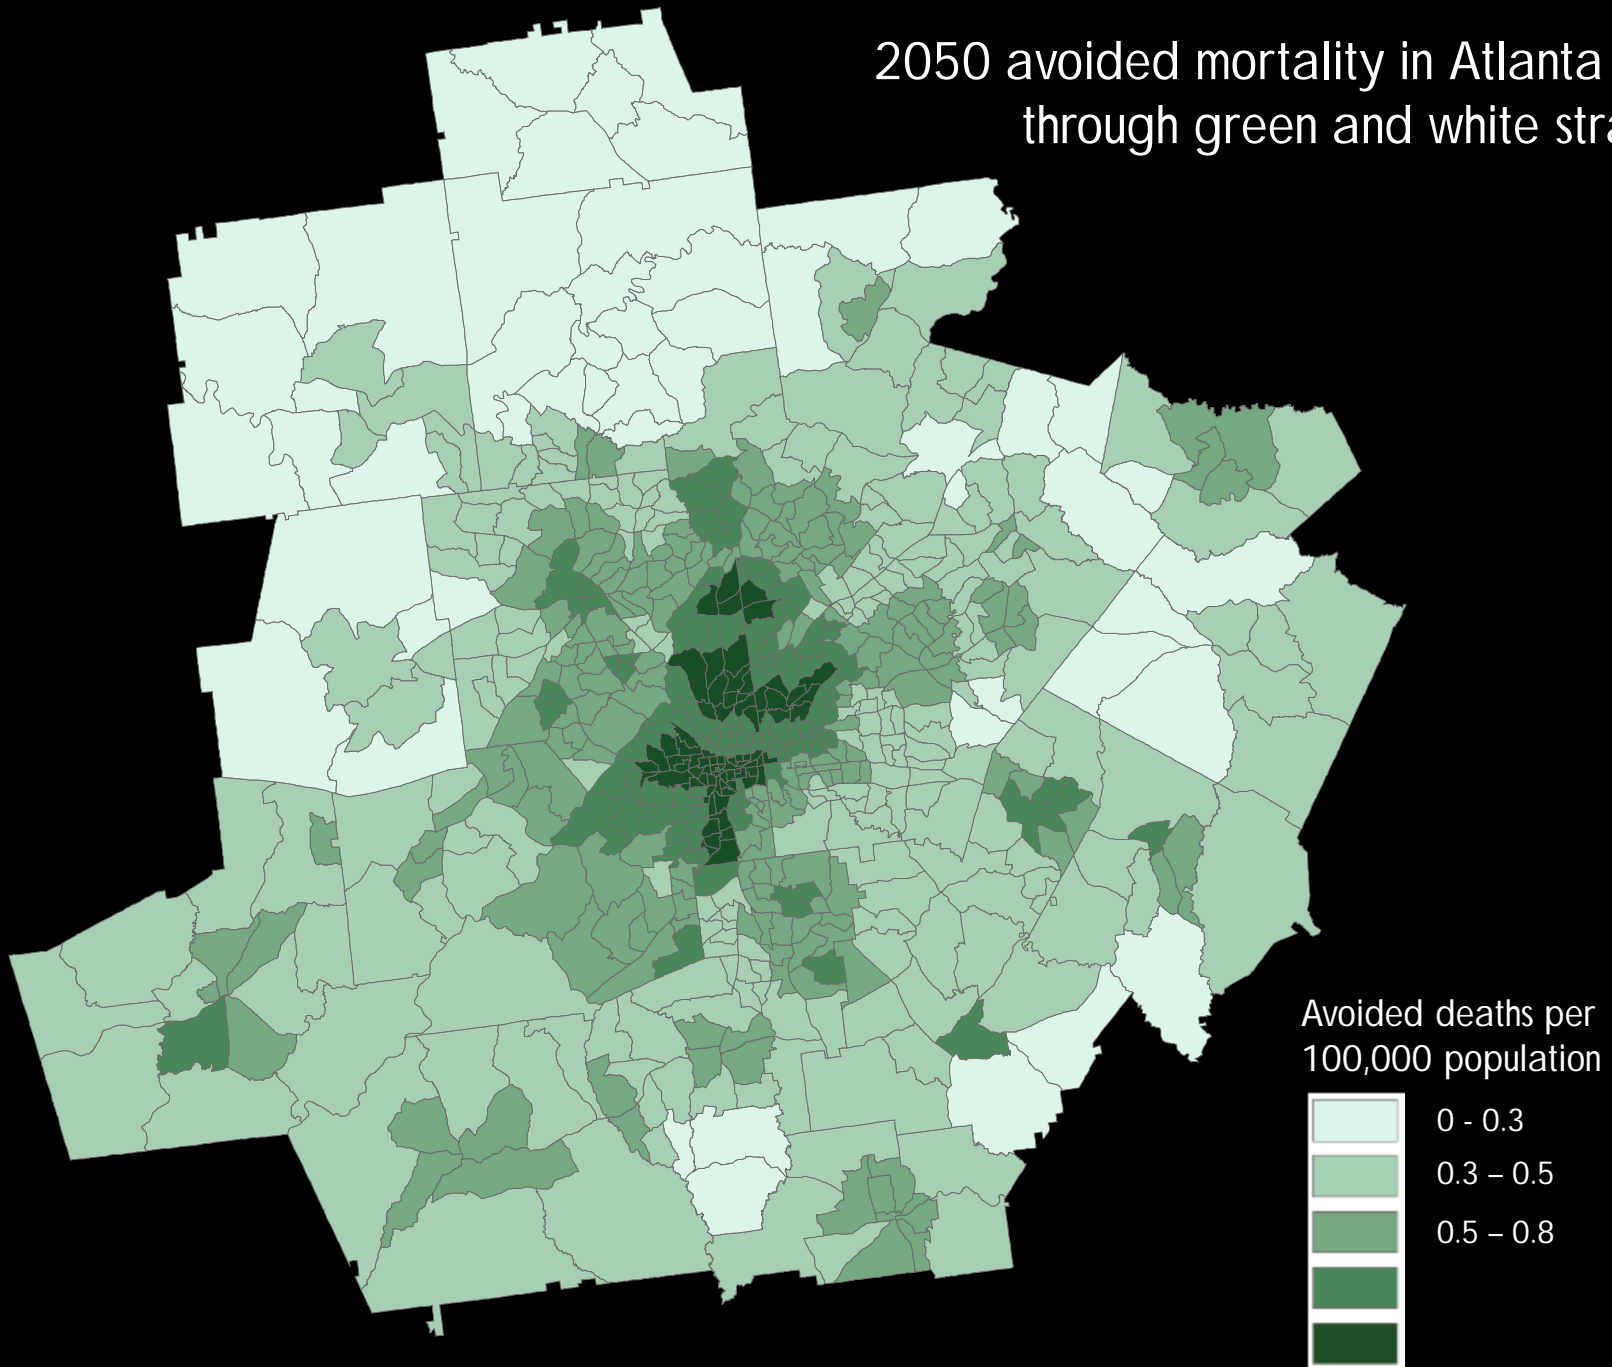 2050 avoided mortality in Atlanta
through green and white
Avoided deaths per
100,000 population
0 - 0.3
0.3 – 0.5
0.5 – 0.8